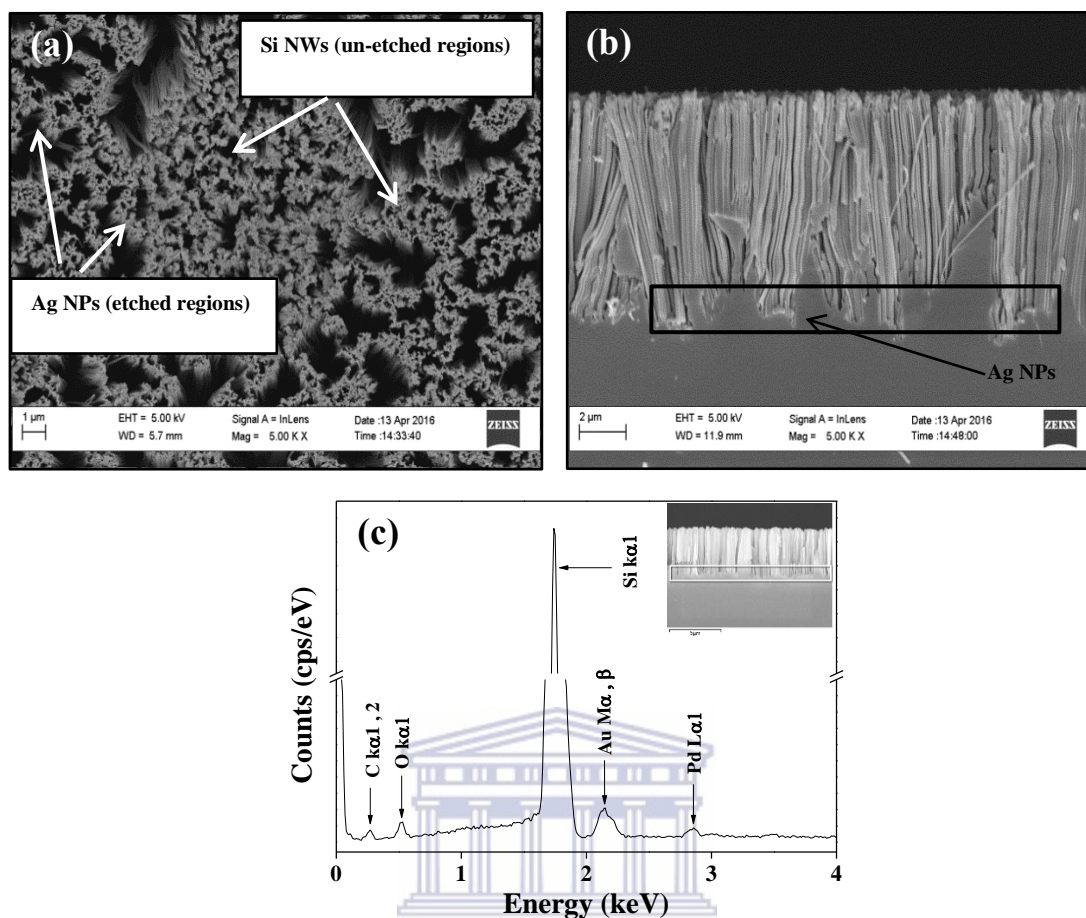 (a)
Si NWs (un-etched regions)
Ag NPs (etched regions)
1 µm
EHT = 5.00 kV
WD = 5.7 mm
Signal A = InLens
Mag = 5.00 K X
Date :13 Apr 2016
Time :14:33:40
ZEISS
(b)
Ag NPs
2 µm
EHT = 5.00 kV
WD = 11.9 mm
Signal A = InLens
Mag = 5.00 K X
Date :13 Apr 2016
Time :14:48:00
ZEISS
(c)
Counts (cps/eV)
C kα1 , 2
O kα1
Si kα1
Au Mα , β
Pd Lα1
5µm
0 1 2 3 4
Energy (keV)